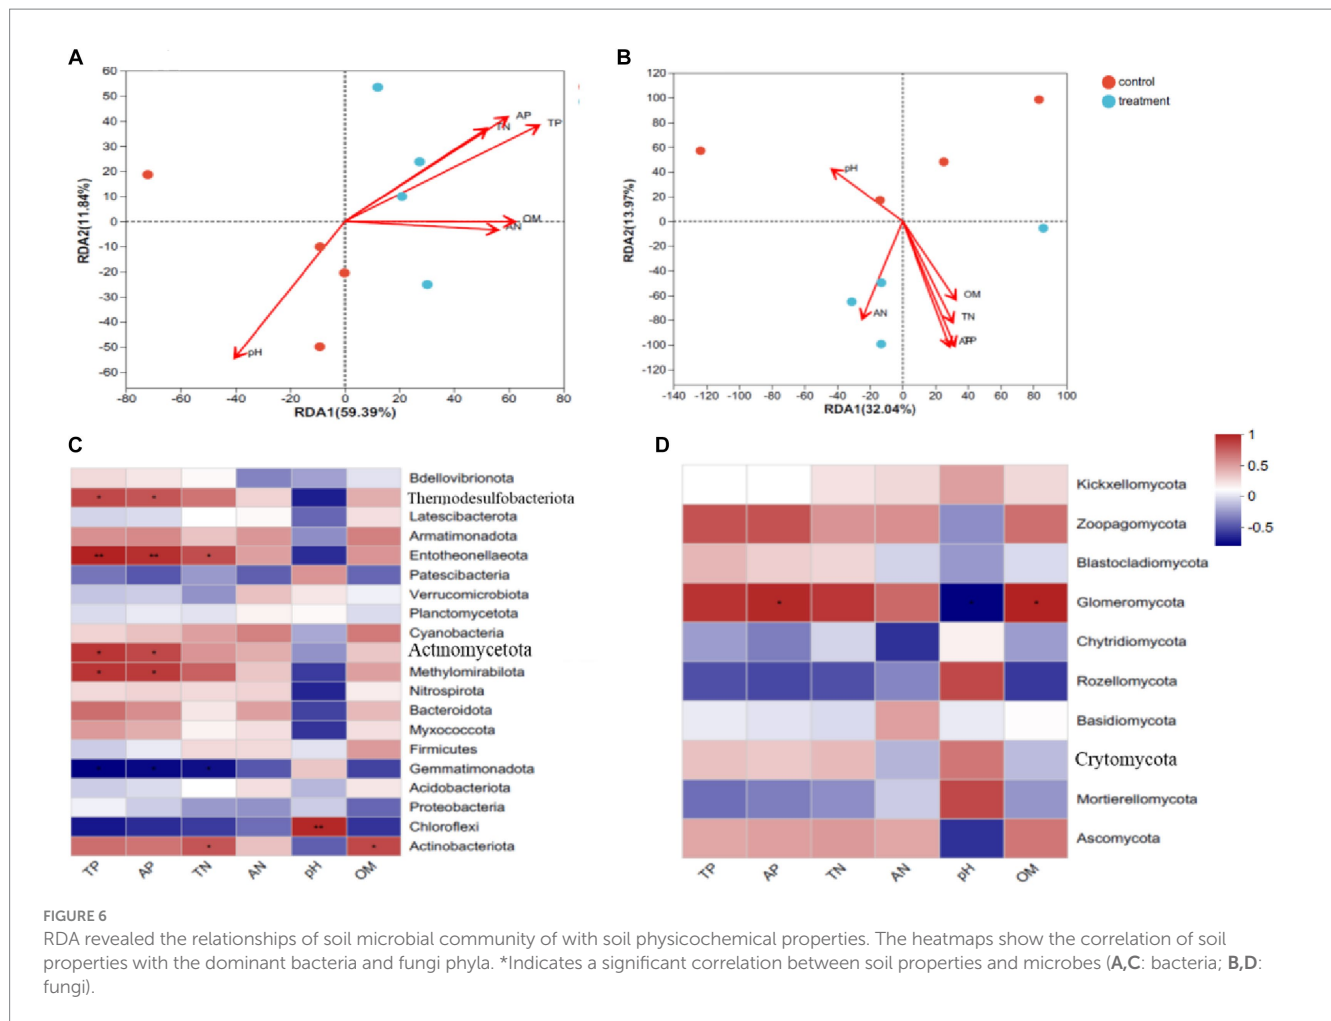 A
60
50
40
30
20
10
0
-10
-20
-30
-40
-50
-60
RDA2(11.84%)
-80 -60 -40 -20 0 20 40 60 80
RDA1(59.39%)
AP
TN
TP
OM
AN
pH
B
120
100
80
60
40
20
0
-20
-40
-60
-80
-100
-120
RDA2(13.97%)
-140 -120 -100 -80 -60 -40 -20 0 20 40 60 80 100
RDA1(32.04%)
pH
OM
TN
AN
AP
TP
control
treatment
C
Bdellovibrionota
* * Thermodesulfobacteriota
Latescibacterota
Armatimonadota
** ** * Entotheonellaeota
Patescibacteria
Verrucomicrobiota
Planctomycetota
Cyanobacteria
* * Actinomycetota
* * Methylomirabilota
Nitrospirota
Bacteroidota
Myxococcota
Firmicutes
* * Gemmatimonadota
Acidobacteriota
Proteobacteria
** Chloroflexi
* * Actinobacteriota
TP AP TN AN pH OM
D
Kickxellomycota
Zoopagomycota
Blastocladiomycota
* * * Glomeromycota
Chytridiomycota
Rozellomycota
Basidiomycota
Crytomycota
Mortierellomycota
Ascomycota
TP AP TN AN pH OM
1
0.5
0
-0.5
FIGURE 6
RDA revealed the relationships of soil microbial community of with soil physicochemical properties. The heatmaps show the correlation of soil
properties with the dominant bacteria and fungi phyla. *Indicates a significant correlation between soil properties and microbes (A,C: bacteria; B,D:
fungi).